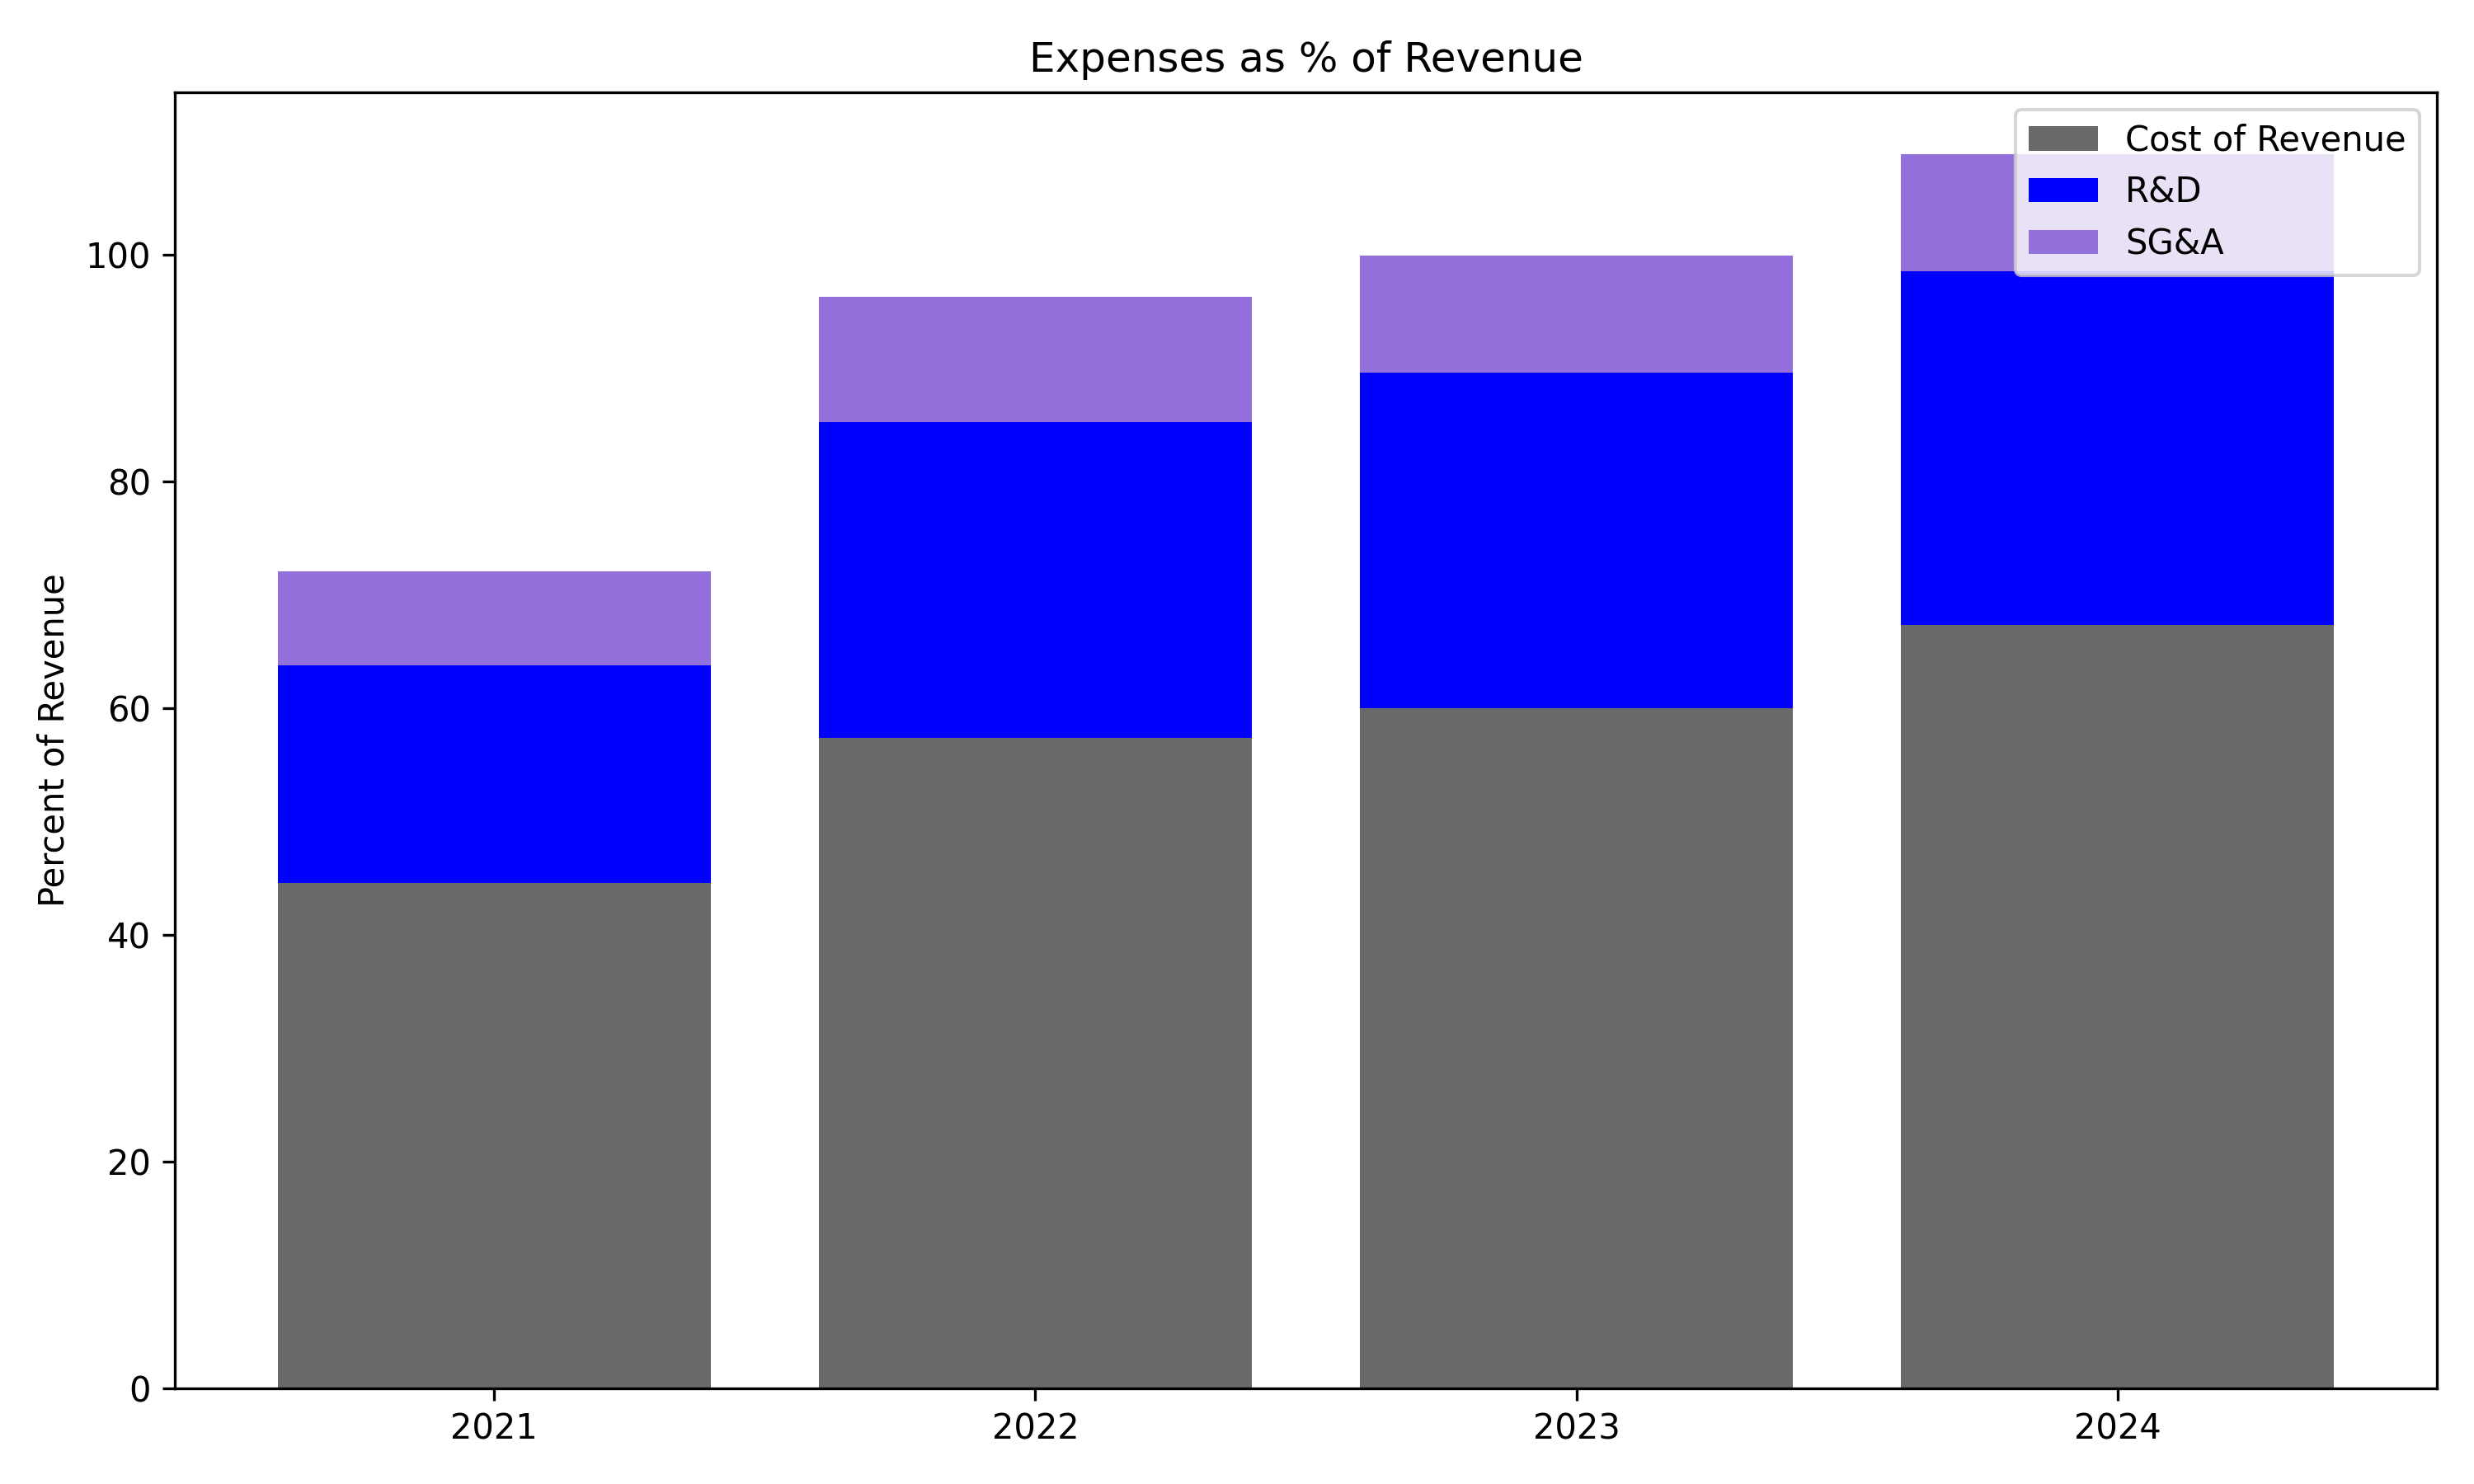 Expenses as % of Revenue
Cost of Revenue
R&D
SG&A
Percent of Revenue
100
80
60
40
20
0
2021
2022
2023
2024